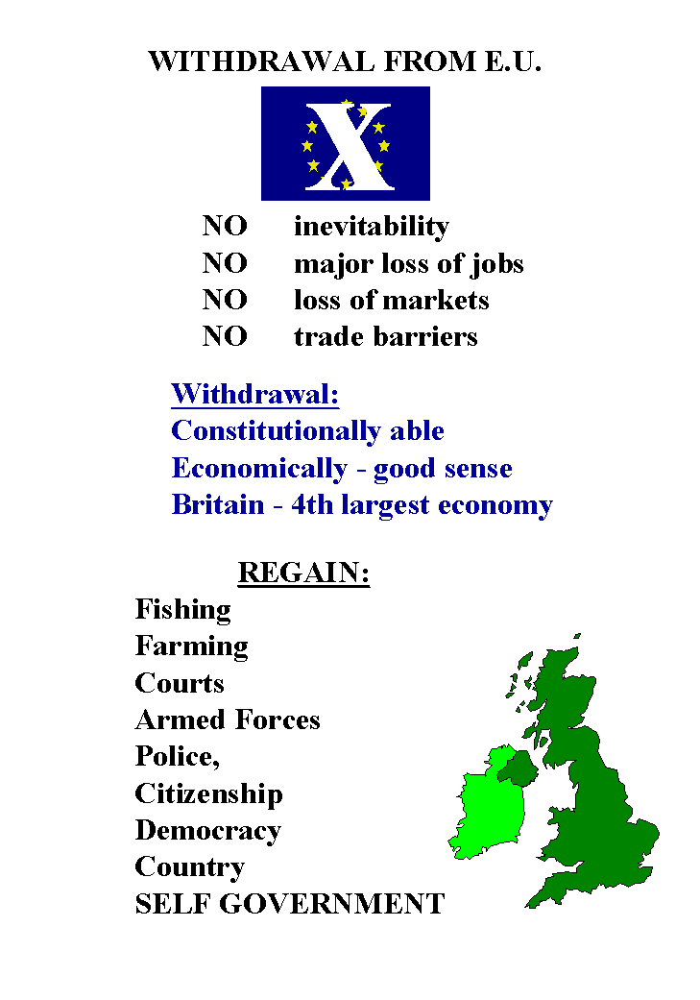 WITHDRAWAL FROM E.U.
X
NO inevitability
NO major loss of jobs
NO loss of markets
NO trade barriers
Withdrawal:
Constitutionally able
Economically - good sense
Britain - 4th largest economy
REGAIN:
Fishing
Farming
Courts
Armed Forces
Police,
Citizenship
Democracy
Country
SELF GOVERNMENT